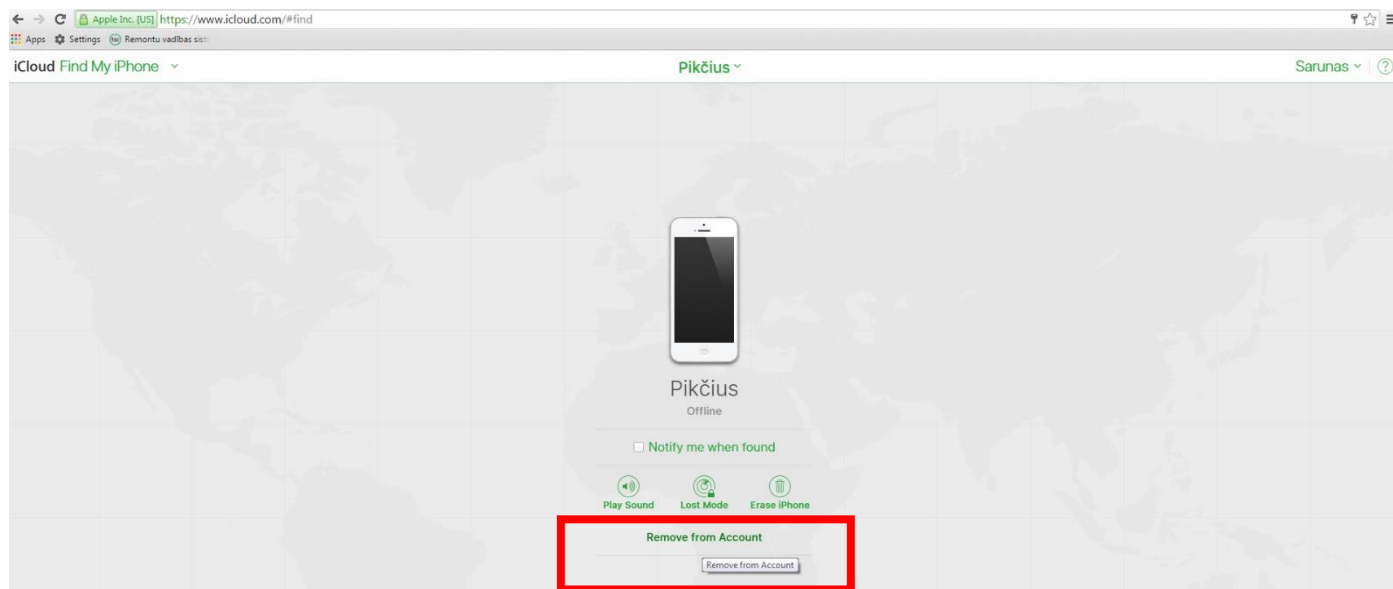 Apple Inc. [US] https://www.icloud.com/#find
Apps Settings tsc Remontu vadības sist
iCloud Find My iPhone Pikčius Sarunas ?
Pikčius
Offline
Notify me when found
Play Sound Lost Mode Erase iPhone
Remove from Account
Remove from Account